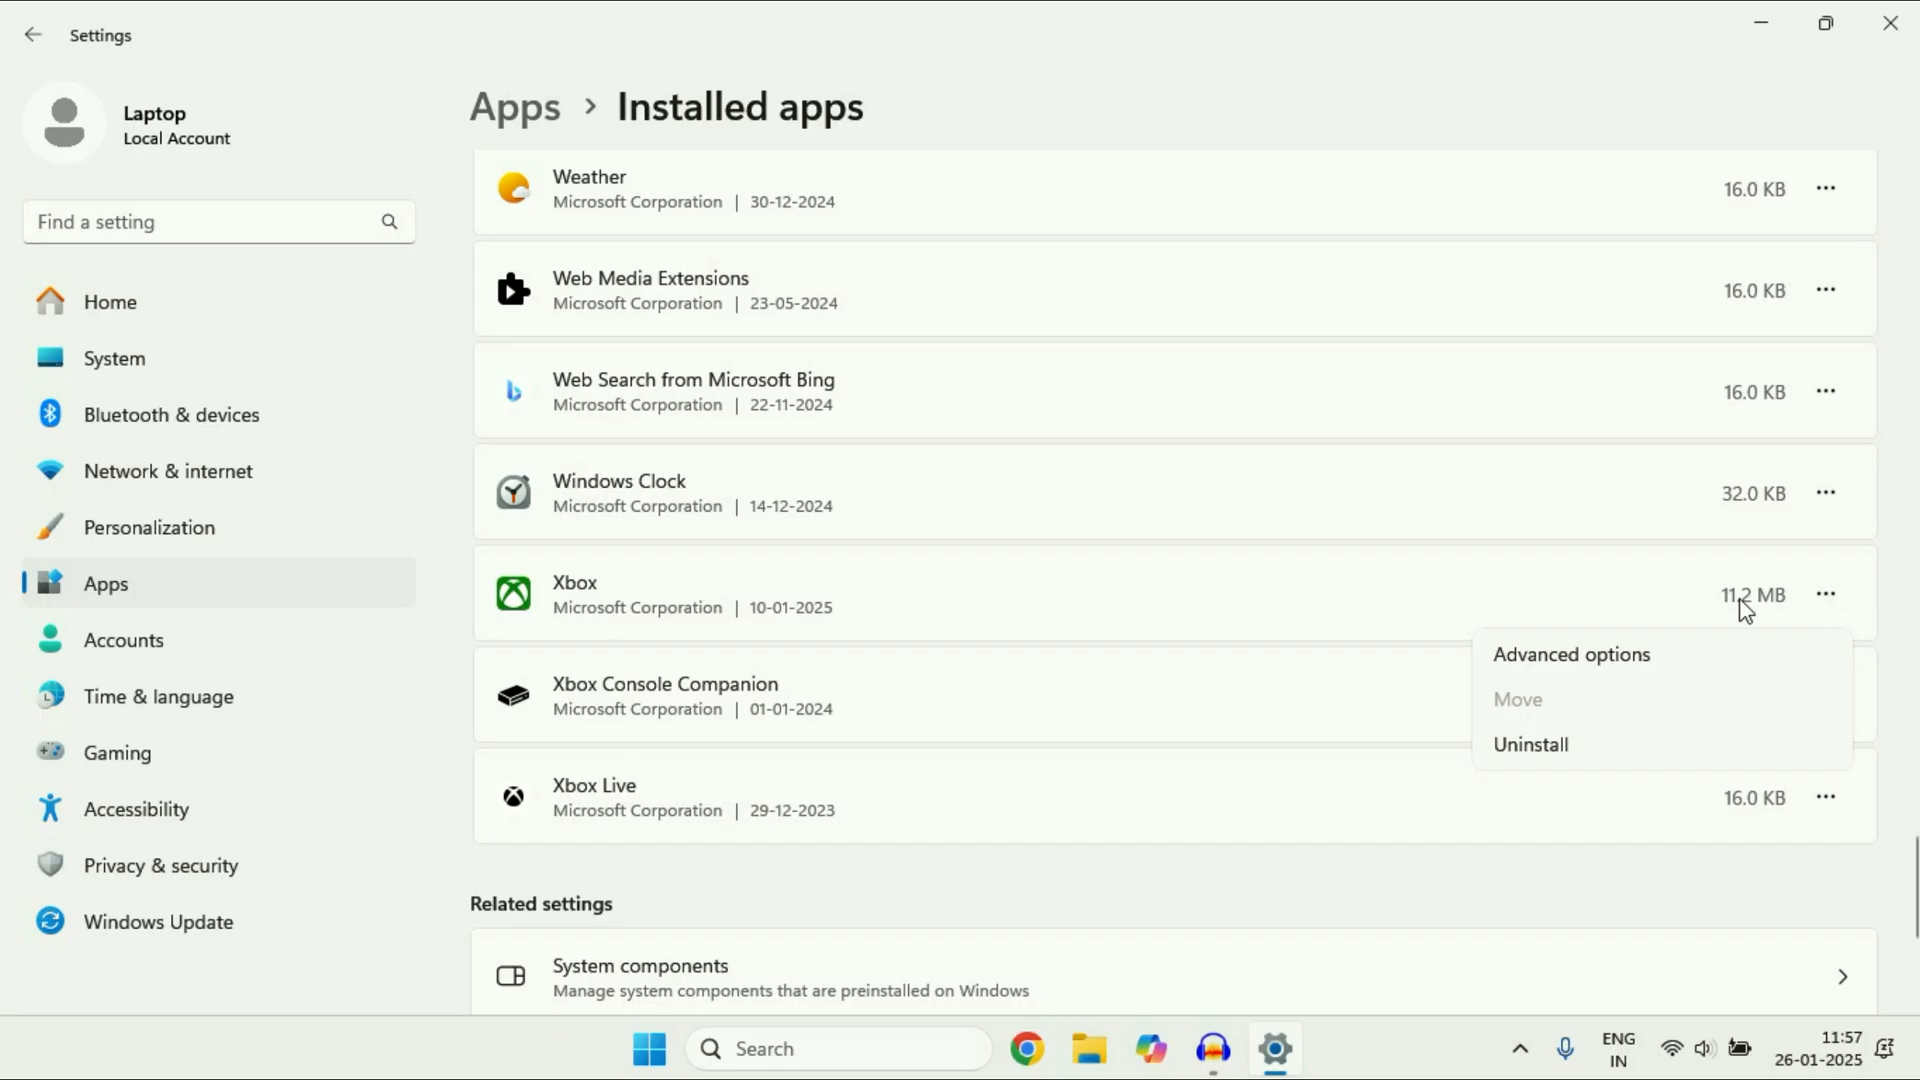 Settings
Laptop
Local Account
Find a setting
Home
System
Bluetooth & devices
Network & internet
Personalization
Apps
Accounts
Time & language
Gaming
Accessibility
Privacy & security
Windows Update
Apps > Installed apps
Weather
Microsoft Corporation | 30-12-2024
16.0 KB
Web Media Extensions
Microsoft Corporation | 23-05-2024
16.0 KB
Web Search from Microsoft Bing
Microsoft Corporation | 22-11-2024
16.0 KB
Windows Clock
Microsoft Corporation | 14-12-2024
32.0 KB
Xbox
Microsoft Corporation | 10-01-2025
11.2 MB
Advanced options
Move
Uninstall
Xbox Console Companion
Microsoft Corporation | 01-01-2024
Xbox Live
Microsoft Corporation | 29-12-2023
16.0 KB
Related settings
System components
Manage system components that are preinstalled on Windows
Search
ENG
IN
11:57
26-01-2025